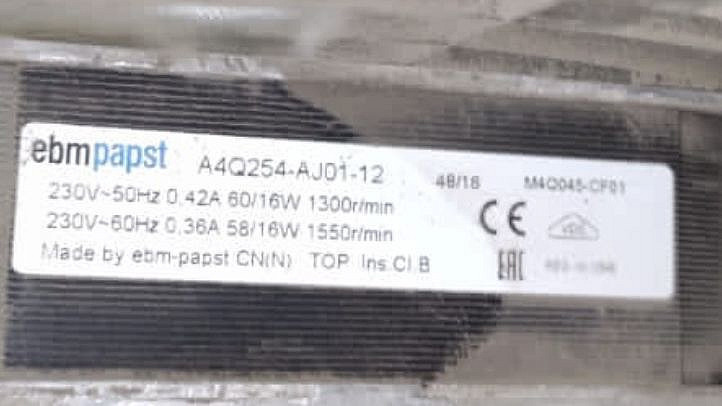 ebmpapst A4Q254-AJ01-12 48/16 M4Q045-CF01
230V~50Hz 0.42A 60/16W 1300r/min
230V~60Hz 0.36A 58/16W 1550r/min
CE VDE
Made by ebm-papst CN(N) TOP Ins.Cl.B EAC